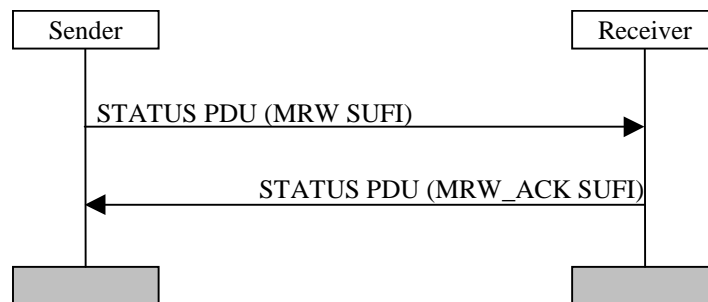 Sender
Receiver
STATUS PDU (MRW SUFI)
STATUS PDU (MRW_ACK SUFI)